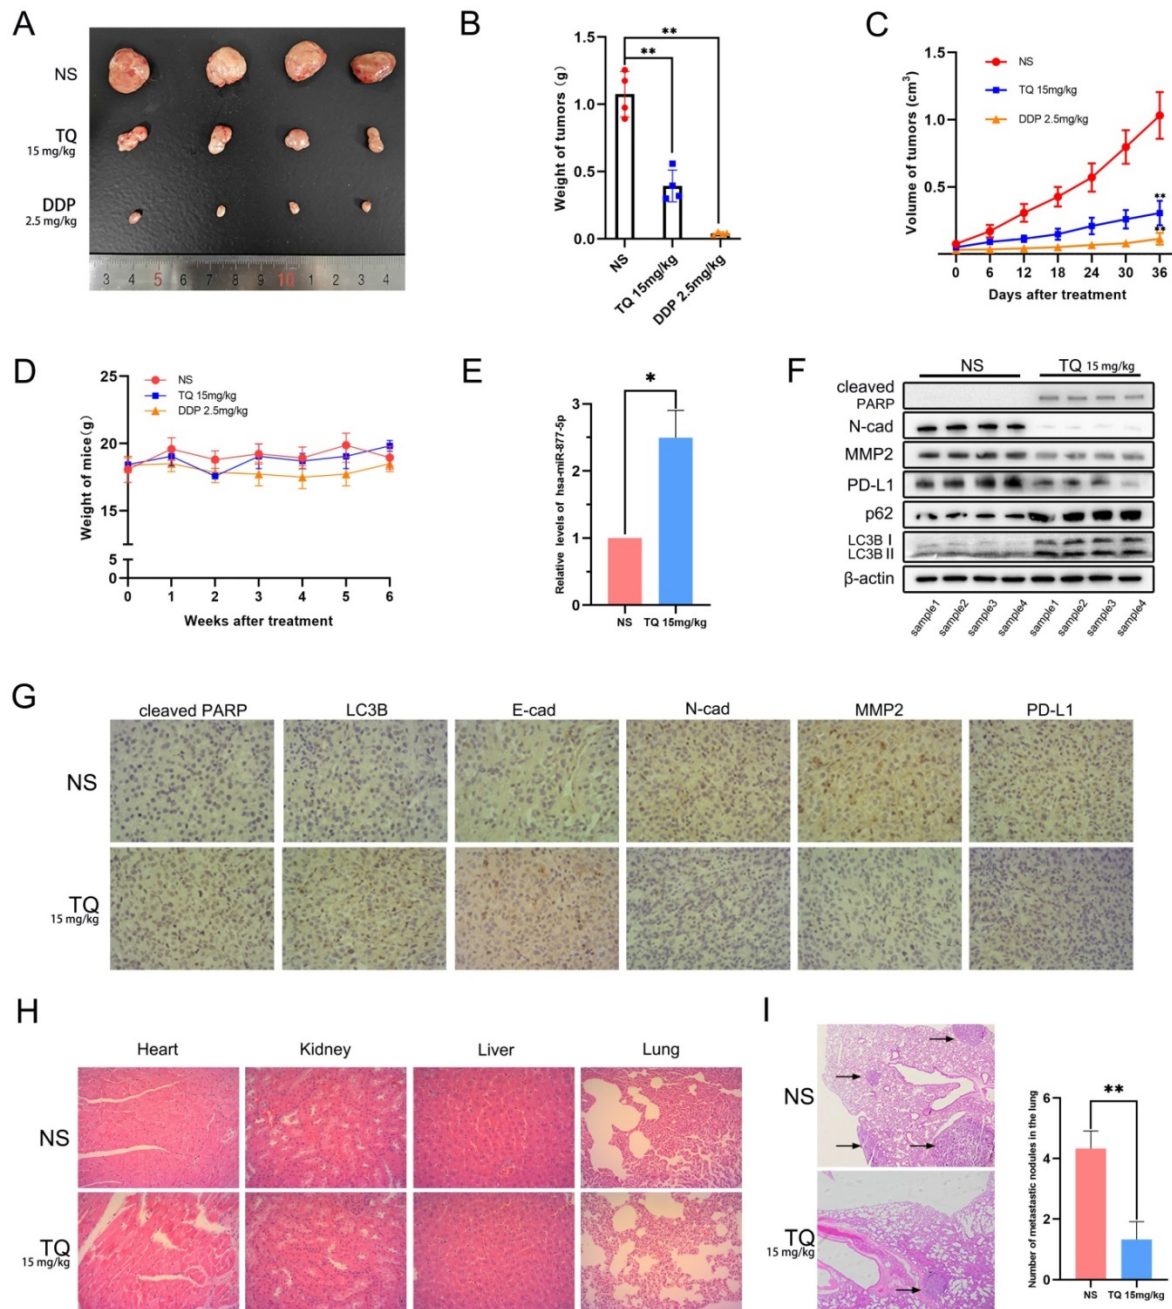 A
NS
TQ
15 mg/kg
DDP
2.5 mg/kg
3 4 5 6 7 8 9 10 1 2 3 4
B
Weight of tumors (g)
1.5
1.0
0.5
0.0
**
**
NS
TQ 15mg/kg
DDP 2.5mg/kg
C
Volume of tumors (cm³)
1.5
1.0
0.5
NS
TQ 15mg/kg
DDP 2.5mg/kg
**
**
0 6 12 18 24 30 36
Days after treatment
D
Weight of mice(g)
25
20
15
5
0
NS
TQ 15mg/kg
DDP 2.5mg/kg
0 1 2 3 4 5 6
Weeks after treatment
E
Relative levels of hsa-miR-877-5p
3
2
1
0
*
NS TQ 15mg/kg
F
NS TQ 15 mg/kg
cleaved
PARP
N-cad
MMP2
PD-L1
p62
LC3B I
LC3B II
β-actin
sample1 sample2 sample3 sample4 sample1 sample2 sample3 sample4
G
cleaved PARP LC3B E-cad N-cad MMP2 PD-L1
NS
TQ
15 mg/kg
H
Heart Kidney Liver Lung
NS
TQ
15 mg/kg
I
NS
TQ
15 mg/kg
Number of metastastic nodules in the lung
6
4
2
0
**
NS TQ 15mg/kg